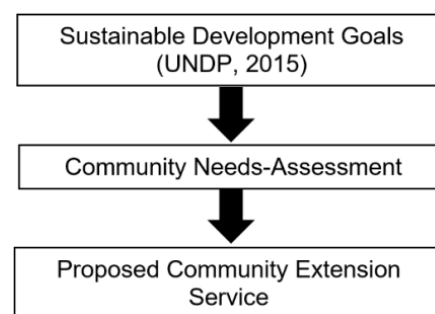 Sustainable Development Goals
(UNDP, 2015)
Community Needs-Assessment
Proposed Community Extension
Service